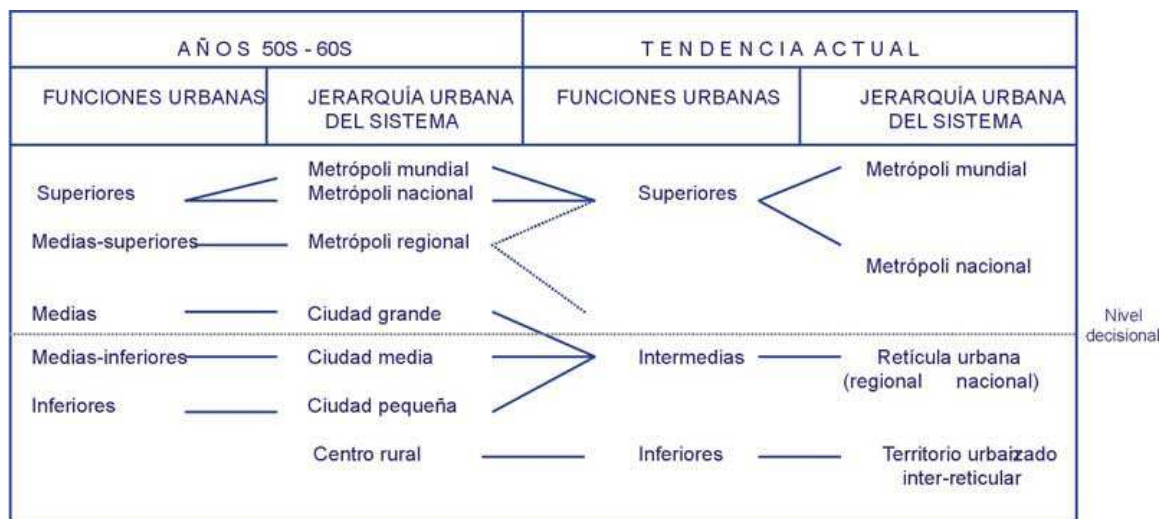 AÑOS 50S - 60S
TENDENCIA ACTUAL
FUNCIONES URBANAS
JERARQUÍA URBANA
DEL SISTEMA
FUNCIONES URBANAS
JERARQUÍA URBANA
DEL SISTEMA
Superiores
Metrópoli mundial
Metrópoli nacional
Superiores
Metrópoli mundial
Medias-superiores
Metrópoli regional
Metrópoli nacional
Medias
Ciudad grande
Nivel
decisional
Medias-inferiores
Ciudad media
Intermedias
Retícula urbana
(regional nacional)
Inferiores
Ciudad pequeña
Centro rural
Inferiores
Territorio urbaizado
inter-reticular